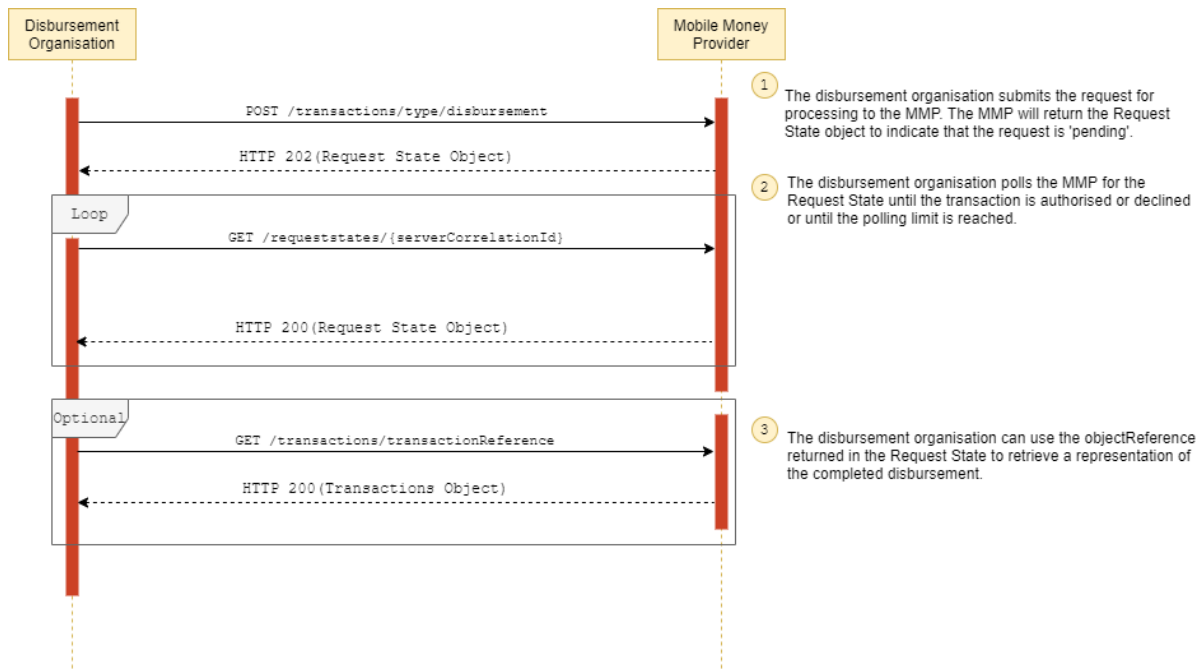 Disbursement
Organisation
Mobile Money
Provider
1
The disbursement organisation submits the request for
processing to the MMP. The MMP will return the Request
State object to indicate that the request is 'pending'.
POST /transactions/type/disbursement
HTTP 202(Request State Object)
2
The disbursement organisation polls the MMP for the
Request State until the transaction is authorised or declined
or until the polling limit is reached.
Loop
GET /requeststates/{serverCorrelationId}
HTTP 200(Request State Object)
Optional
GET /transactions/transactionReference
HTTP 200(Transactions Object)
3
The disbursement organisation can use the objectReference
returned in the Request State to retrieve a representation of
the completed disbursement.